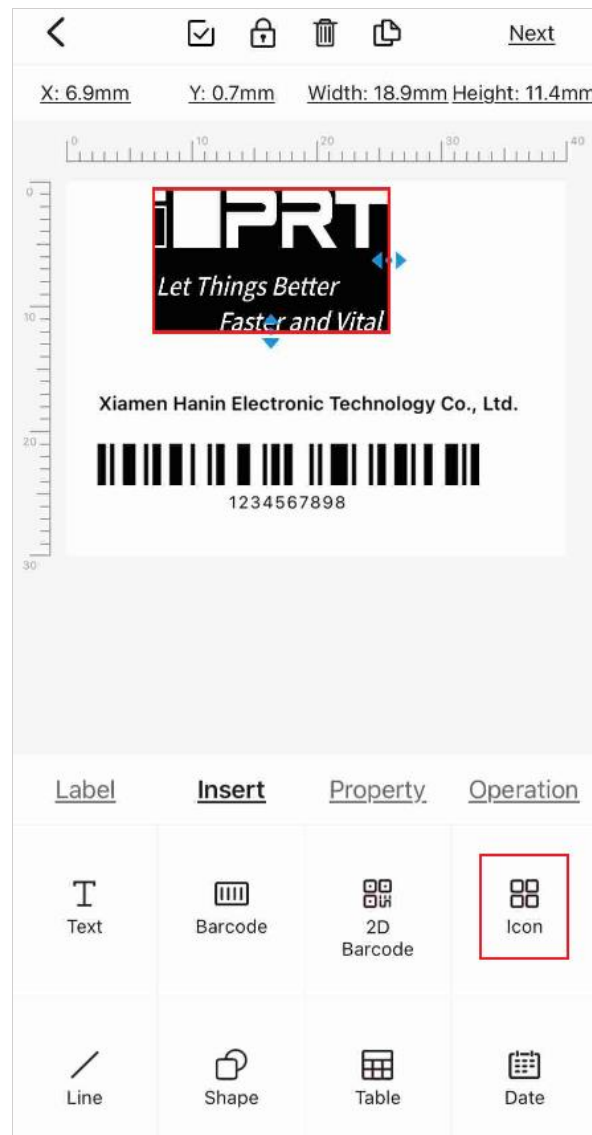 Next
X: 6.9mm Y: 0.7mm Width: 18.9mm Height: 11.4mm
0 10 20 30 40
0
PRT
Let Things Better
Faster and Vital
10
Xiamen Hanin Electronic Technology Co., Ltd.
20
1234567898
30
Label Insert Property Operation
Text Barcode 2D Barcode Icon
Line Shape Table Date